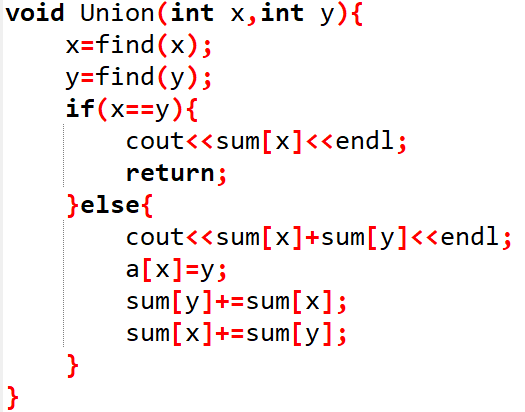 void Union(int x,int y){
    x=find(x);
    y=find(y);
    if(x==y){
        cout<<sum[x]<<endl;
        return;
    }else{
        cout<<sum[x]+sum[y]<<endl;
        a[x]=y;
        sum[y]+=sum[x];
        sum[x]+=sum[y];
    }
}